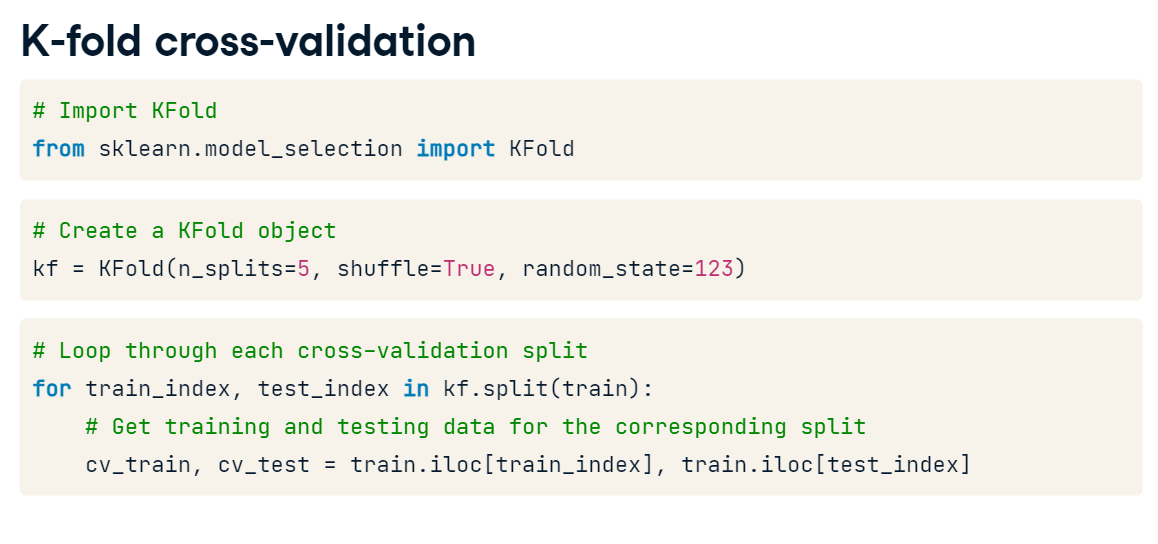 K-fold cross-validation
# Import KFold
from sklearn.model_selection import KFold
# Create a KFold object
kf = KFold(n_splits=5, shuffle=True, random_state=123)
# Loop through each cross-validation split
for train_index, test_index in kf.split(train):
    # Get training and testing data for the corresponding split
    cv_train, cv_test = train.iloc[train_index], train.iloc[test_index]